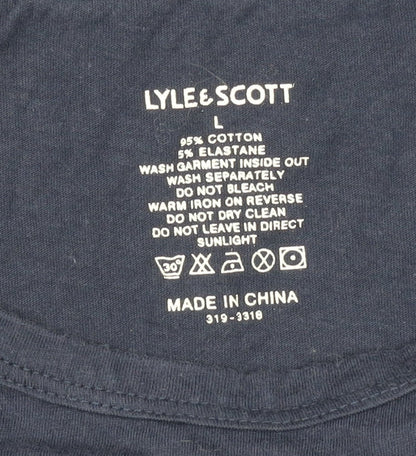 LYLE & SCOTT
L
95% COTTON
5% ELASTANE
WASH GARMENT INSIDE OUT
WASH SEPARATELY
DO NOT BLEACH
WARM IRON ON REVERSE
DO NOT DRY CLEAN
DO NOT LEAVE IN DIRECT
SUNLIGHT
30°
MADE IN CHINA
319-3318